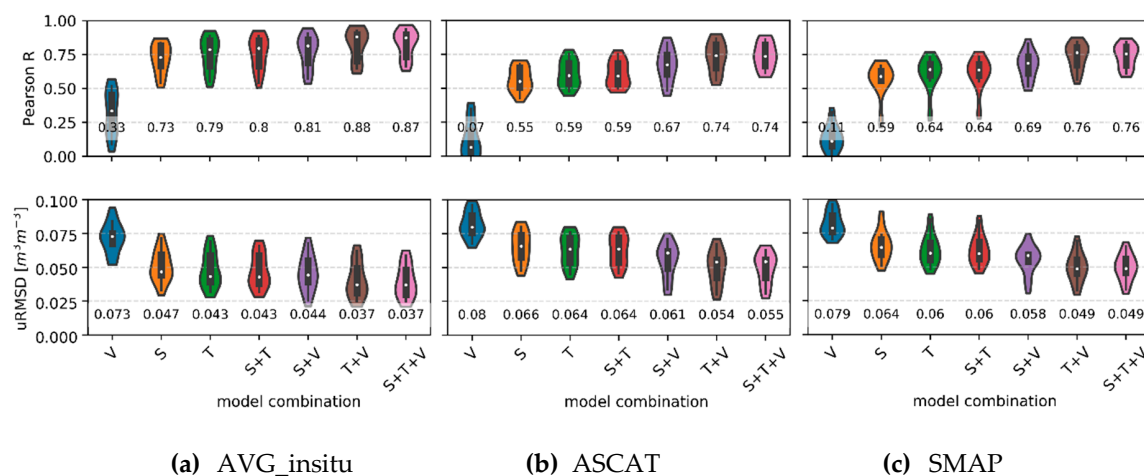 1.00
0.75
0.50
0.25
0.00
Pearson R
0.33 0.73 0.79 0.8 0.81 0.88 0.87
0.07 0.55 0.59 0.59 0.67 0.74 0.74
0.11 0.59 0.64 0.64 0.69 0.76 0.76
0.100
0.075
0.050
0.025
0.000
uRMSD [m³m⁻³]
0.073 0.047 0.043 0.043 0.044 0.037 0.037
0.08 0.066 0.064 0.064 0.061 0.054 0.055
0.079 0.064 0.06 0.06 0.058 0.049 0.049
V S T S+T S+V T+V S+T+V
V S T S+T S+V T+V S+T+V
V S T S+T S+V T+V S+T+V
model combination
model combination
model combination
(a) AVG_insitu
(b) ASCAT
(c) SMAP